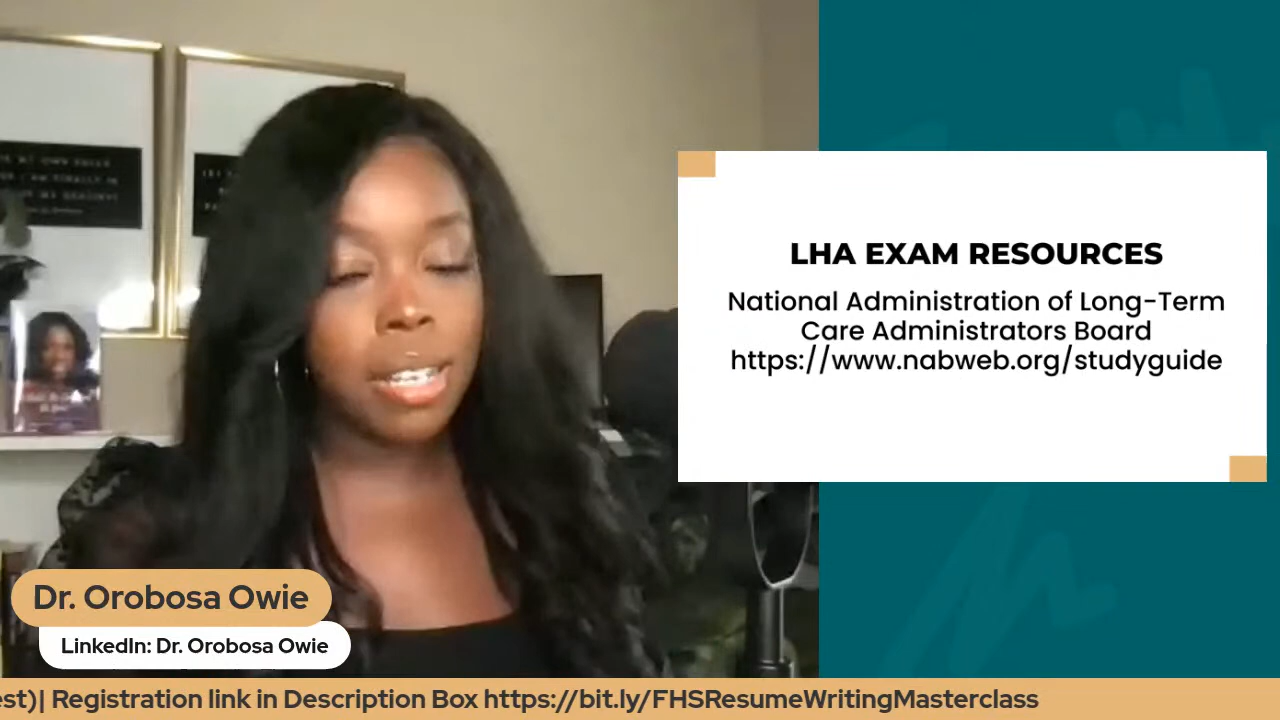 LHA EXAM RESOURCES
National Administration of Long-Term
Care Administrators Board
https://www.nabweb.org/studyguide
Dr. Orobosa Owie
LinkedIn: Dr. Orobosa Owie
est)| Registration link in Description Box https://bit.ly/FHSResumeWritingMasterclass